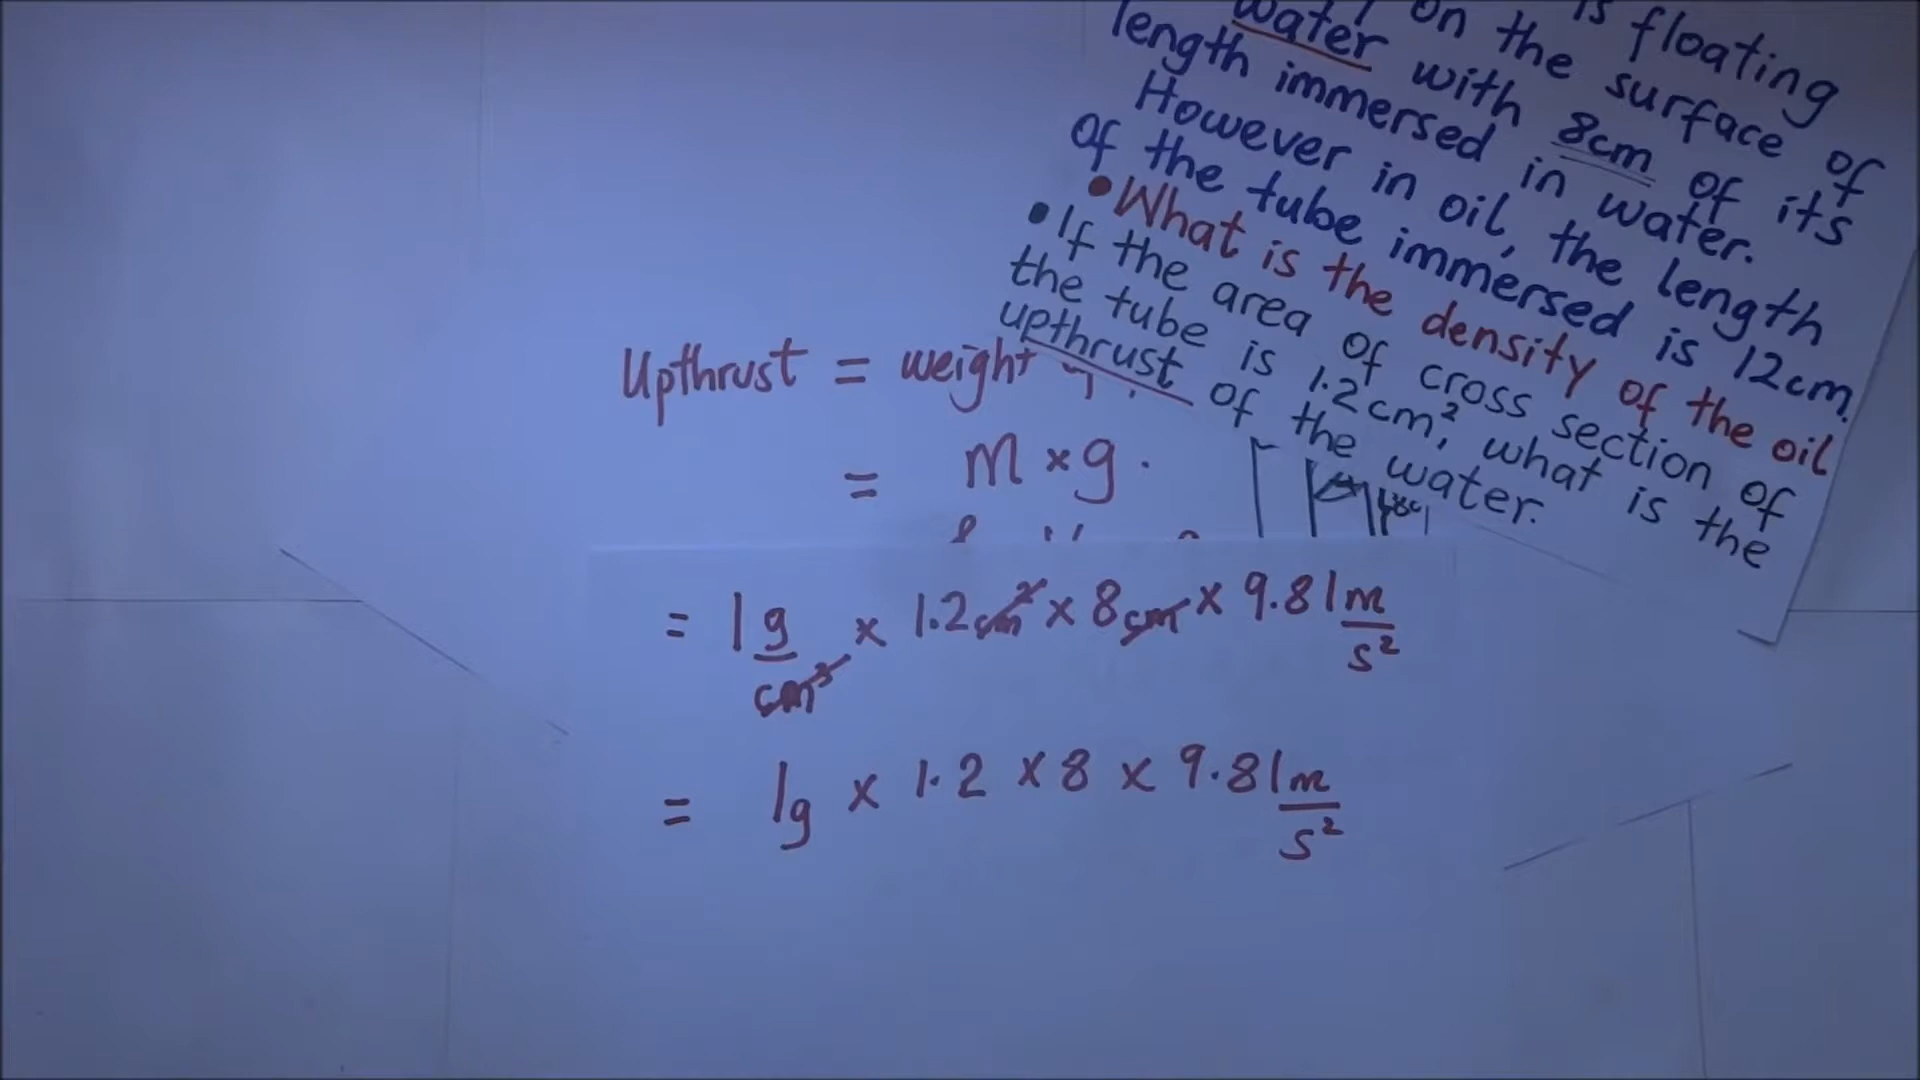 is floating
on the surface of
water with 8cm of its
length immersed in water.
However in oil, the length
of the tube immersed is 12cm.
• What is the density of the oil
• If the area of cross section of
the tube is 1.2cm², what is the
upthrust of the water.
Upthrust = weight
= m × g.
= 1g/cm³ × 1.2cm² × 8cm × 9.81m/s²
= 1g × 1.2 × 8 × 9.81m/s²